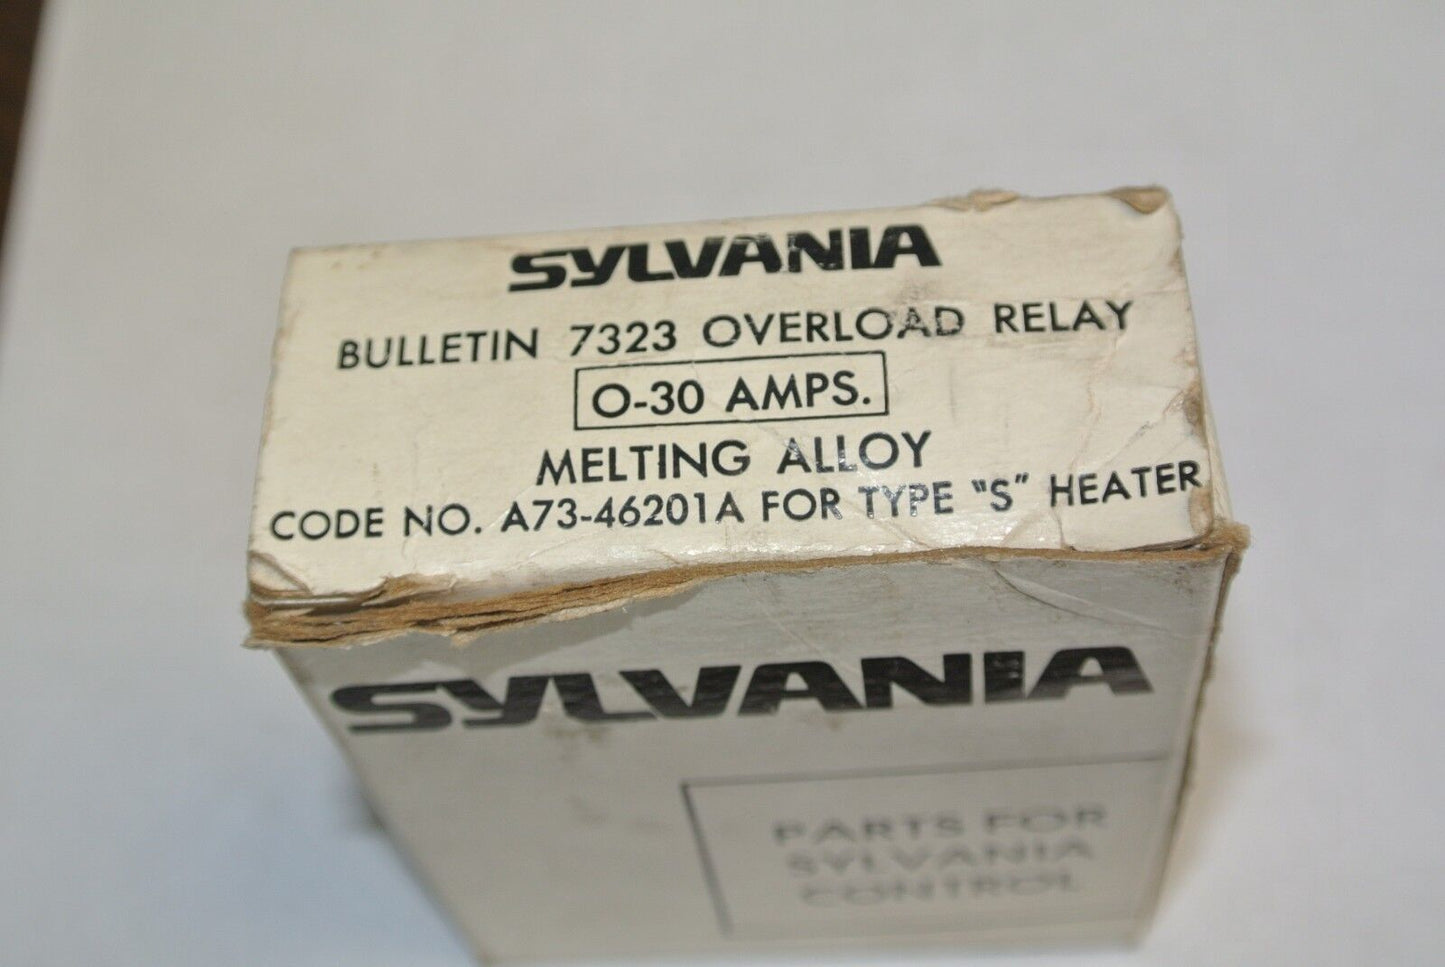 SYLVANIA
BULLETIN 7323 OVERLOAD RELAY
O-30 AMPS.
MELTING ALLOY
CODE NO. A73-46201A FOR TYPE "S" HEATER
SYLVANIA
PARTS FOR
SYLVANIA
CONTROL